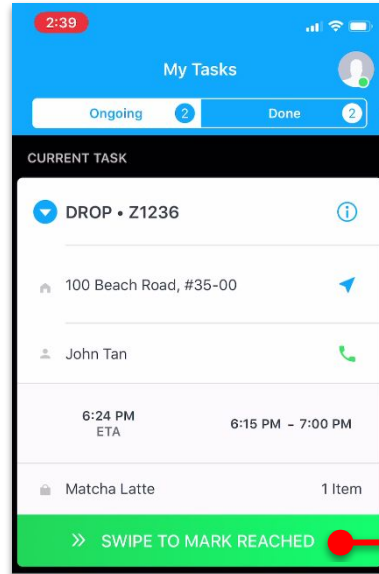 2:39
My Tasks
Ongoing 2 Done 2
CURRENT TASK
DROP • Z1236
100 Beach Road, #35-00
John Tan
6:24 PM 6:15 PM – 7:00 PM
ETA
Matcha Latte 1 Item
SWIPE TO MARK REACHED